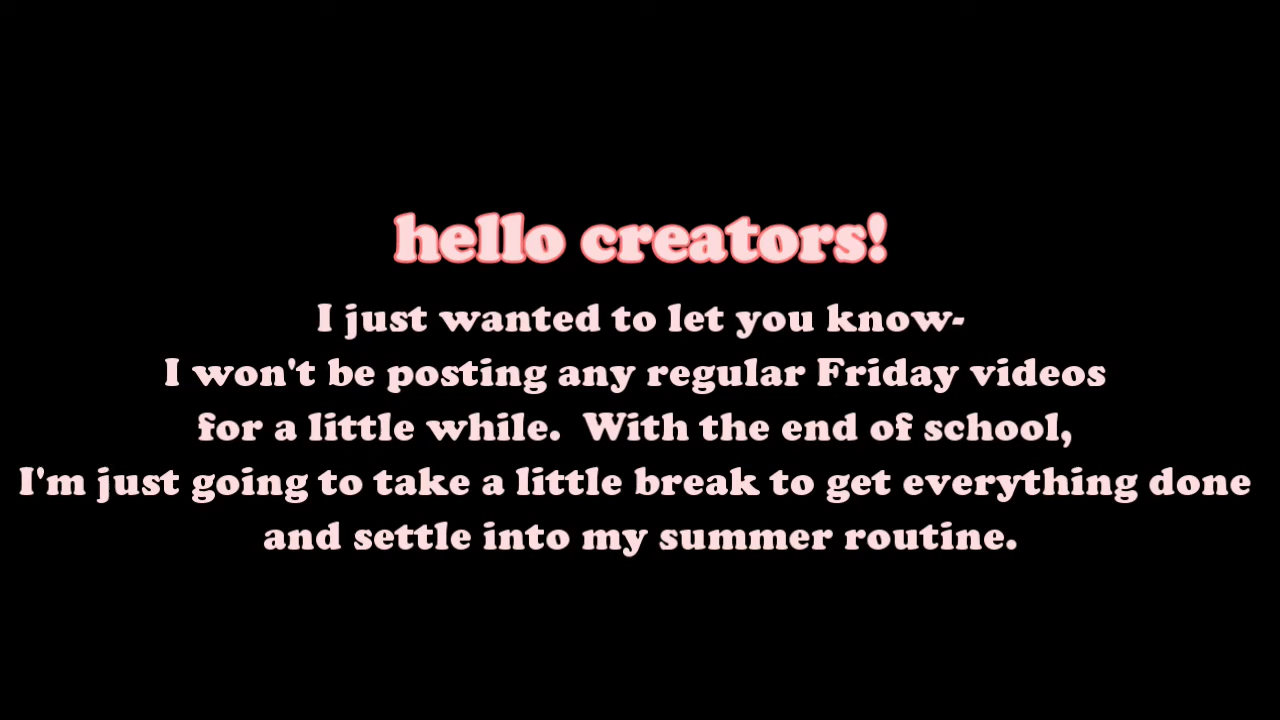 hello creators!
I just wanted to let you know-
I won't be posting any regular Friday videos
for a little while.  With the end of school,
I'm just going to take a little break to get everything done
and settle into my summer routine.